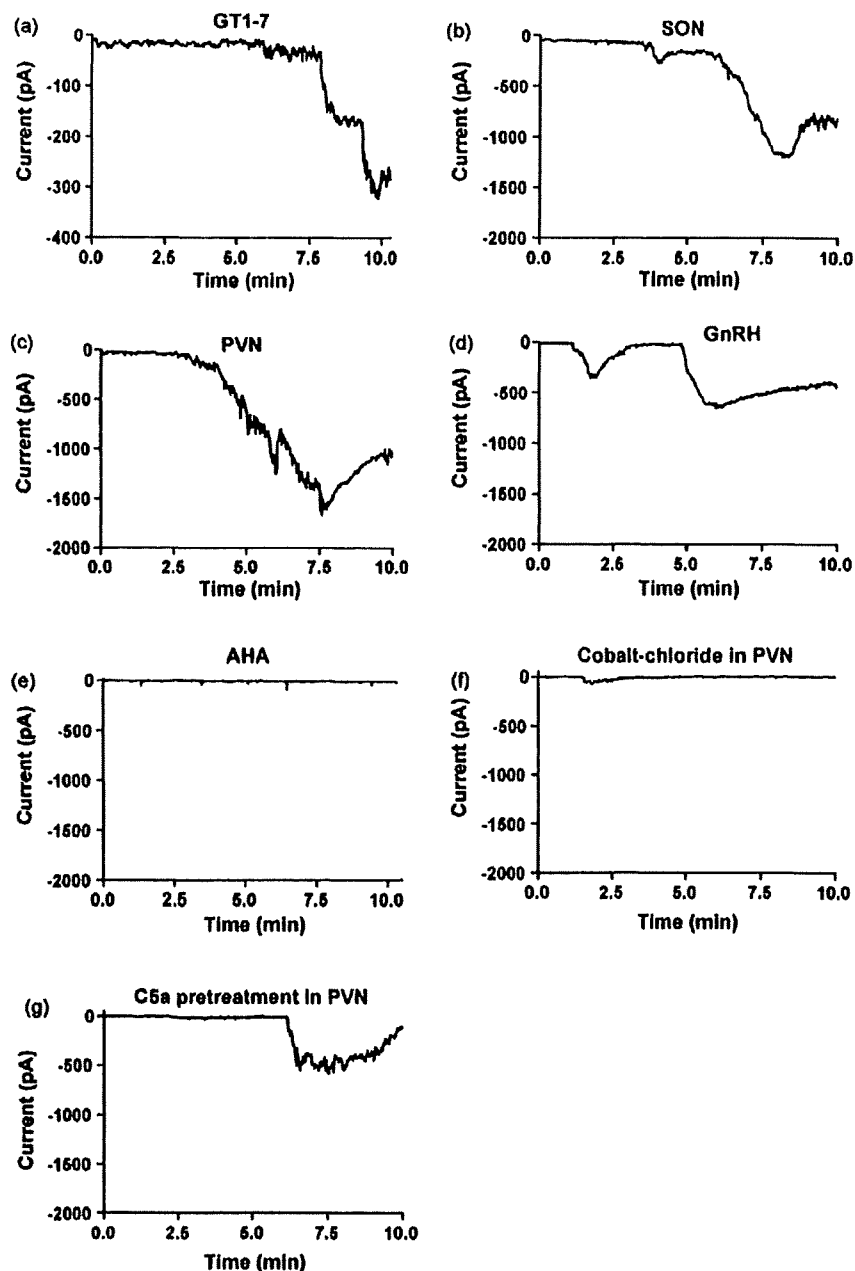 (a)
GT1-7
Current (pA)
0
-100
-200
-300
-400
0.0 2.5 5.0 7.5 10.0
Time (min)
(b)
SON
Current (pA)
0
-500
-1000
-1500
-2000
0.0 2.5 5.0 7.5 10.0
Time (min)
(c)
PVN
Current (pA)
0
-500
-1000
-1500
-2000
0.0 2.5 5.0 7.5 10.0
Time (min)
(d)
GnRH
Current (pA)
0
-500
-1000
-1500
-2000
0.0 2.5 5.0 7.5 10.0
Time (min)
(e)
AHA
Current (pA)
0
-500
-1000
-1500
-2000
0.0 2.5 5.0 7.5 10.0
Time (min)
(f)
Cobalt-chloride in PVN
Current (pA)
0
-500
-1000
-1500
-2000
0.0 2.5 5.0 7.5 10.0
Time (min)
(g)
C5a pretreatment in PVN
Current (pA)
0
-500
-1000
-1500
-2000
0.0 2.5 5.0 7.5 10.0
Time (min)